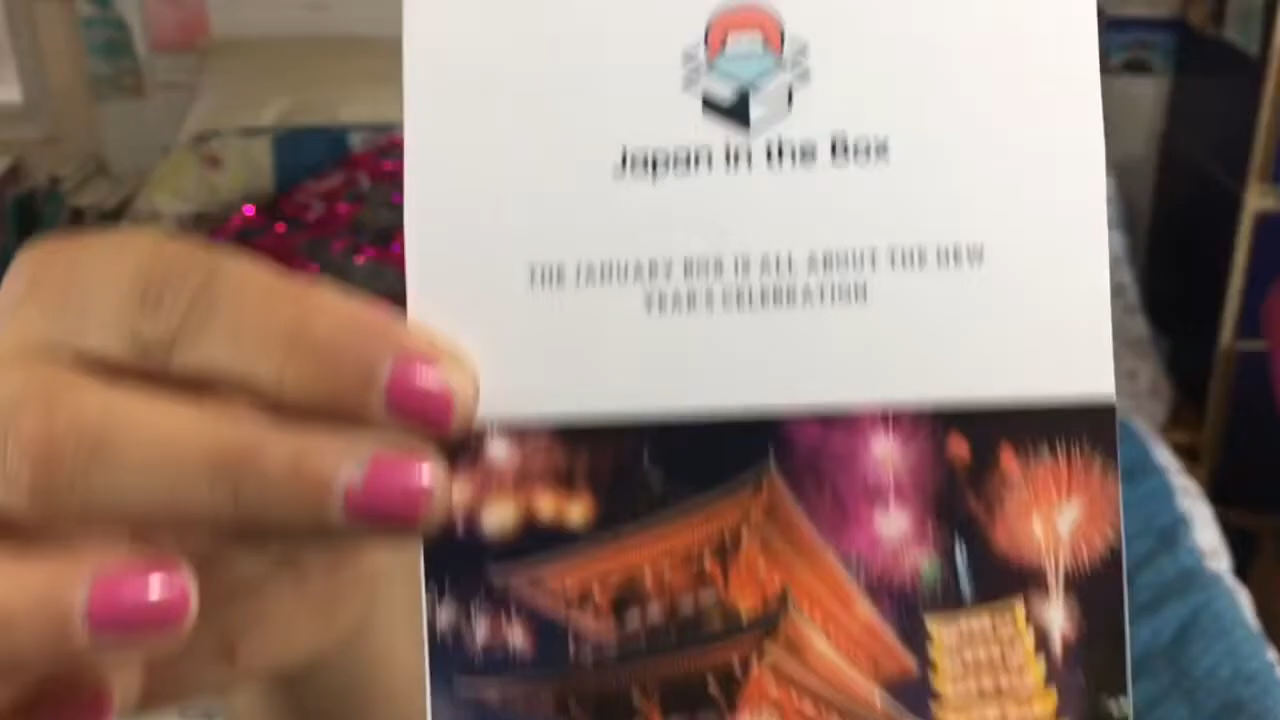 Japan in the Box
THE JANUARY BOX IS ALL ABOUT THE NEW
YEAR'S CELEBRATION